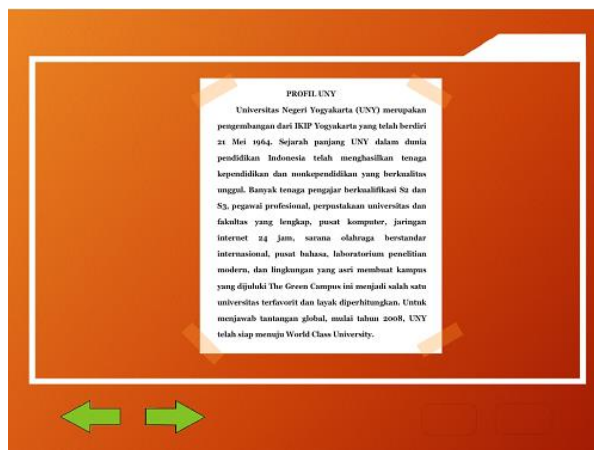 PROFIL UNY
Universitas Negeri Yogyakarta (UNY) merupakan
pengembangan dari IKIP Yogyakarta yang telah berdiri
21 Mei 1964. Sejarah panjang UNY dalam dunia
pendidikan Indonesia telah menghasilkan tenaga
kependidikan dan nonkependidikan yang berkualitas
unggul. Banyak tenaga pengajar berkualifikasi S2 dan
S3, pegawai profesional, perpustakaan universitas dan
fakultas yang lengkap, pusat komputer, jaringan
internet 24 jam, sarana olahraga berstandar
internasional, pusat bahasa, laboratorium penelitian
modern, dan lingkungan yang asri membuat kampus
yang dijuluki The Green Campus ini menjadi salah satu
universitas terfavorit dan layak diperhitungkan. Untuk
menjawab tantangan global, mulai tahun 2008, UNY
telah siap menuju World Class University.